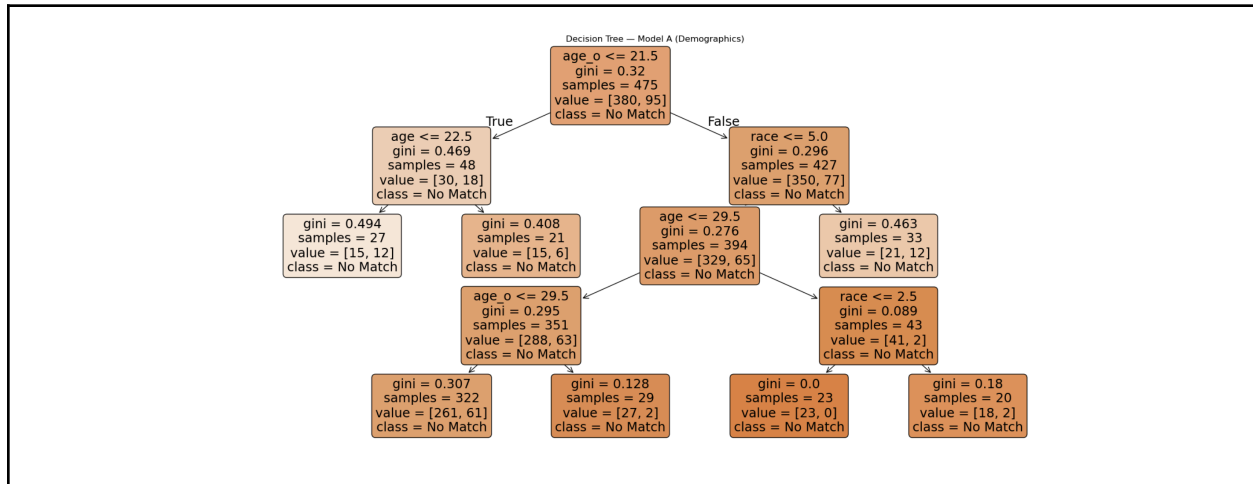 Decision Tree — Model A (Demographics)
age_o <= 21.5
gini = 0.32
samples = 475
value = [380, 95]
class = No Match
True
False
age <= 22.5
gini = 0.469
samples = 48
value = [30, 18]
class = No Match
race <= 5.0
gini = 0.296
samples = 427
value = [350, 77]
class = No Match
gini = 0.494
samples = 27
value = [15, 12]
class = No Match
gini = 0.408
samples = 21
value = [15, 6]
class = No Match
age <= 29.5
gini = 0.276
samples = 394
value = [329, 65]
class = No Match
gini = 0.463
samples = 33
value = [21, 12]
class = No Match
age_o <= 29.5
gini = 0.295
samples = 351
value = [288, 63]
class = No Match
race <= 2.5
gini = 0.089
samples = 43
value = [41, 2]
class = No Match
gini = 0.307
samples = 322
value = [261, 61]
class = No Match
gini = 0.128
samples = 29
value = [27, 2]
class = No Match
gini = 0.0
samples = 23
value = [23, 0]
class = No Match
gini = 0.18
samples = 20
value = [18, 2]
class = No Match